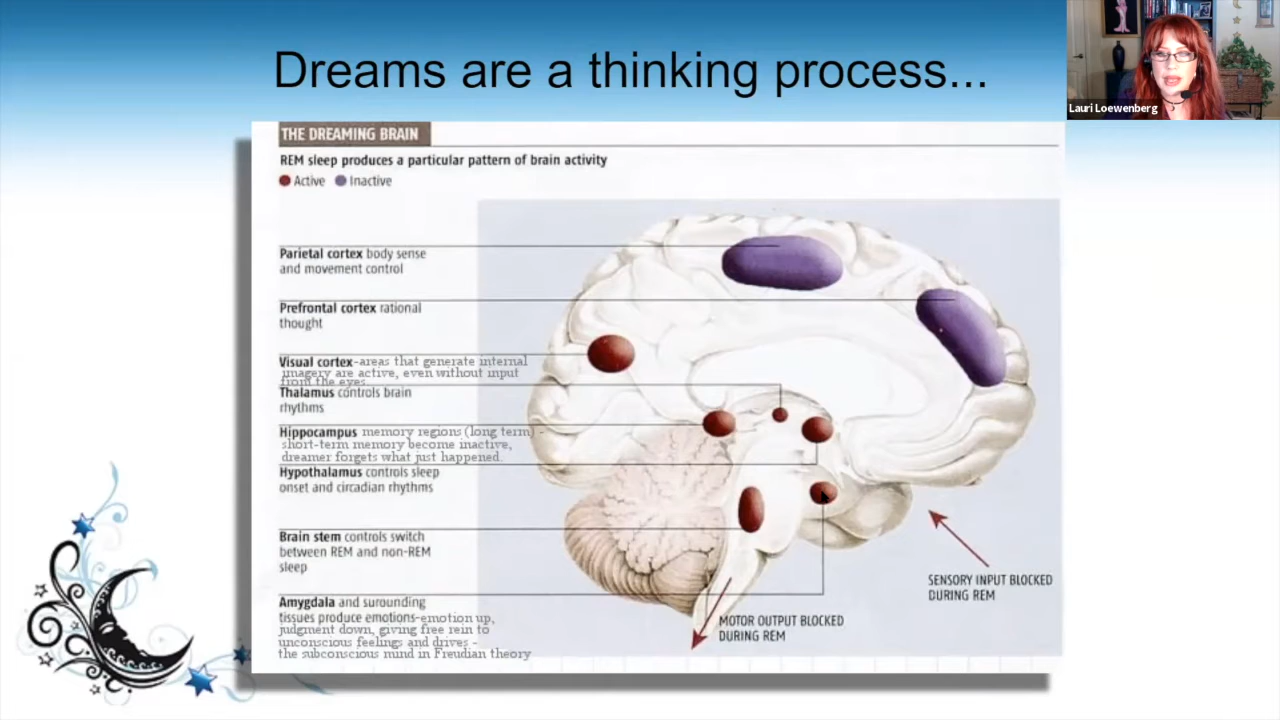 Dreams are a thinking process...
Lauri Loewenberg
THE DREAMING BRAIN
REM sleep produces a particular pattern of brain activity
Active Inactive
Parietal cortex body sense
and movement control
Prefrontal cortex rational
thought
Visual cortex-areas that generate internal
imagery are active, even without input
from the eyes
Thalamus controls brain
rhythms
Hippocampus memory regions (long term) -
short-term memory become inactive,
dreamer forgets what just happened.
Hypothalamus controls sleep
onset and circadian rhythms
Brain stem controls switch
between REM and non-REM
sleep
Amygdala and surounding
tissues produce emotions-emotion up,
judgment down, giving free rein to
unconscious feelings and drives -
the subconscious mind in Freudian theory
SENSORY INPUT BLOCKED
DURING REM
MOTOR OUTPUT BLOCKED
DURING REM